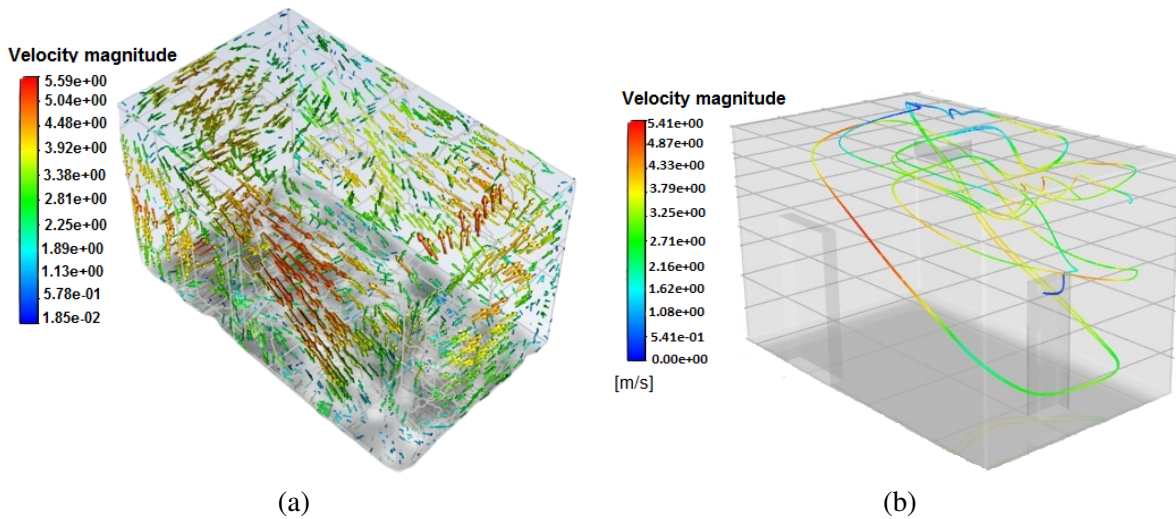 Velocity magnitude
5.59e+00
5.04e+00
4.48e+00
3.92e+00
3.38e+00
2.81e+00
2.25e+00
1.89e+00
1.13e+00
5.78e-01
1.85e-02
(a)
Velocity magnitude
5.41e+00
4.87e+00
4.33e+00
3.79e+00
3.25e+00
2.71e+00
2.16e+00
1.62e+00
1.08e+00
5.41e-01
0.00e+00
[m/s]
(b)